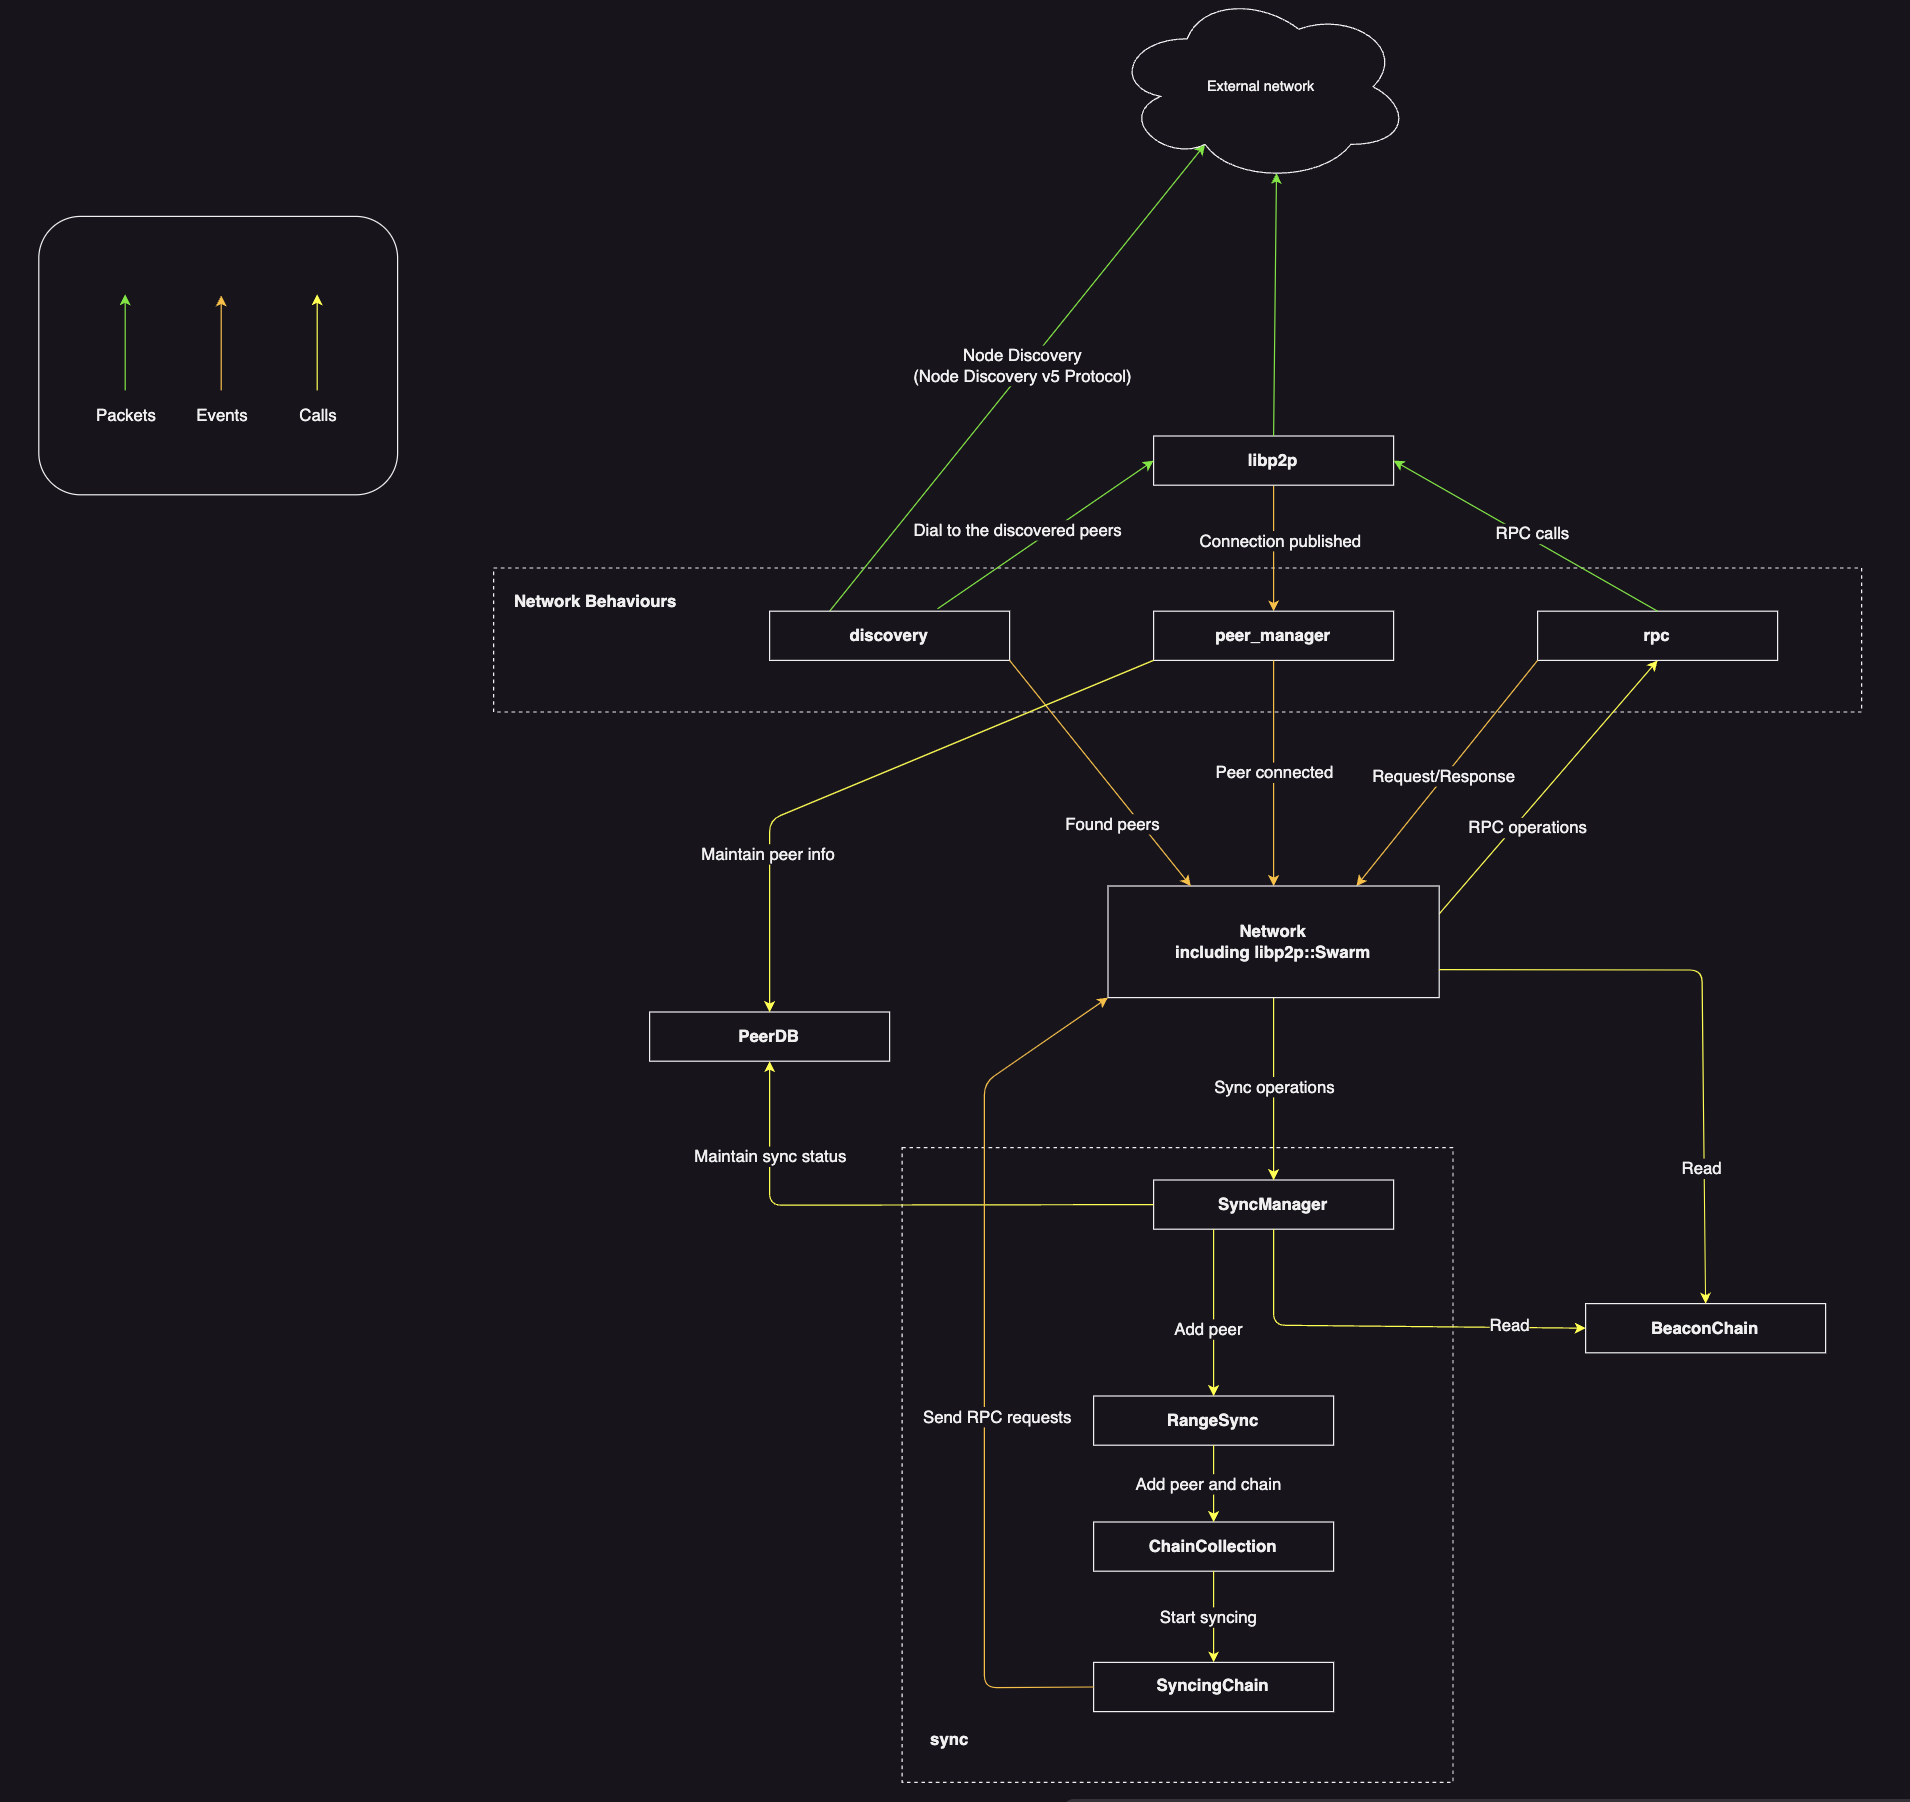 External network
Packets
Events
Calls
Node Discovery
(Node Discovery v5 Protocol)
libp2p
Dial to the discovered peers
Connection published
RPC calls
Network Behaviours
discovery
peer_manager
rpc
Peer connected
Request/Response
Found peers
RPC operations
Maintain peer info
Network
including libp2p::Swarm
PeerDB
Sync operations
Maintain sync status
Read
SyncManager
Add peer
Read
BeaconChain
Send RPC requests
RangeSync
Add peer and chain
ChainCollection
Start syncing
SyncingChain
sync